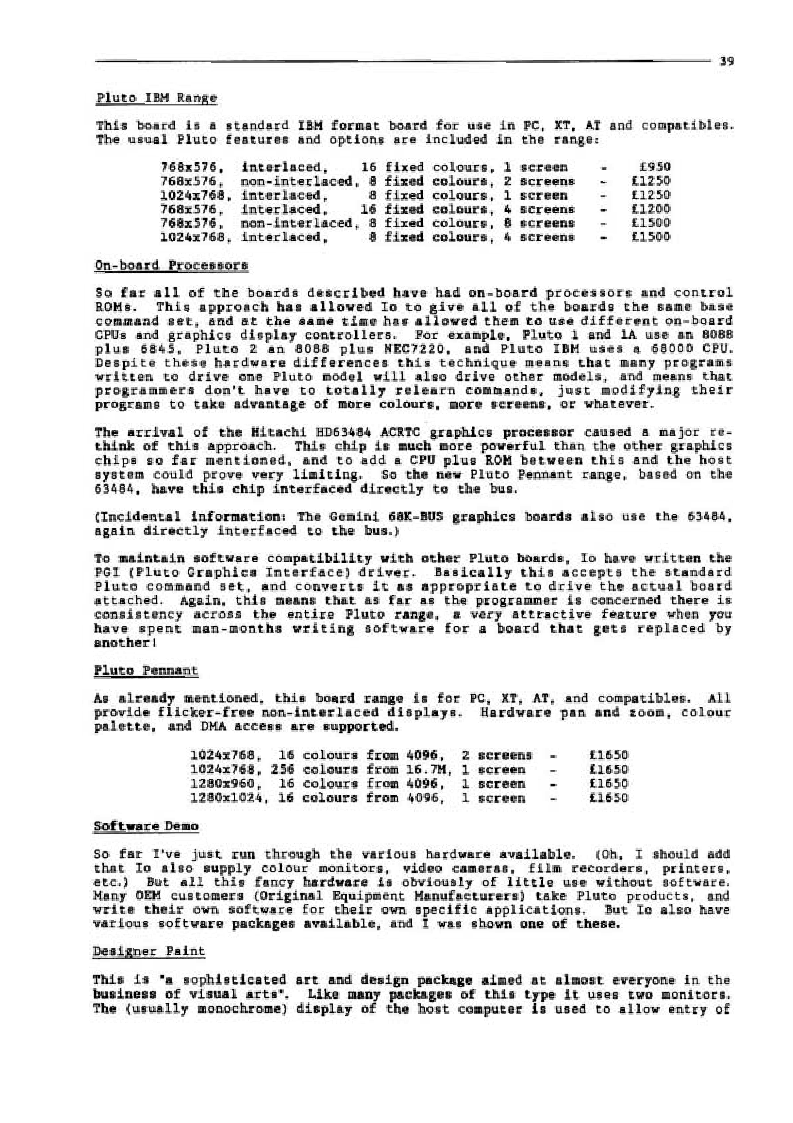 39
Pluto IBM Range
This board is a standard IBM format board for use in PC, XT, AT and compatibles.
The usual Pluto features and options are included in the range:
768x576, interlaced, 16 fixed colours, 1 screen - £950
768x576, non-interlaced, 8 fixed colours, 2 screens - £1250
1024x768, interlaced, 8 fixed colours, 1 screen - £1250
768x576, interlaced, 16 fixed colours, 4 screens - £1200
768x576, non-interlaced, 8 fixed colours, 8 screens - £1500
1024x768, interlaced, 8 fixed colours, 4 screens - £1500
On-board Processors
So far all of the boards described have had on-board processors and control
ROMs. This approach has allowed Io to give all of the boards the same base
command set, and at the same time has allowed them to use different on-board
CPUs and graphics display controllers. For example, Pluto 1 and 1A use an 8088
plus 6845, Pluto 2 an 8088 plus NEC7220, and Pluto IBM uses a 68000 CPU.
Despite these hardware differences this technique means that many programs
written to drive one Pluto model will also drive other models, and means that
programmers don't have to totally relearn commands, just modifying their
programs to take advantage of more colours, more screens, or whatever.
The arrival of the Hitachi HD63484 ACRTC graphics processor caused a major re-
think of this approach. This chip is much more powerful than the other graphics
chips so far mentioned, and to add a CPU plus ROM between this and the host
system could prove very limiting. So the new Pluto Pennant range, based on the
63484, have this chip interfaced directly to the bus.
(Incidental information: The Gemini 68K-BUS graphics boards also use the 63484,
again directly interfaced to the bus.)
To maintain software compatibility with other Pluto boards, Io have written the
PGI (Pluto Graphics Interface) driver. Basically this accepts the standard
Pluto command set, and converts it as appropriate to drive the actual board
attached. Again, this means that as far as the programmer is concerned there is
consistency across the entire Pluto range, a very attractive feature when you
have spent man-months writing software for a board that gets replaced by
another!
Pluto Pennant
As already mentioned, this board range is for PC, XT, AT, and compatibles. All
provide flicker-free non-interlaced displays. Hardware pan and zoom, colour
palette, and DMA access are supported.
1024x768, 16 colours from 4096, 2 screens - £1650
1024x768, 256 colours from 16.7M, 1 screen - £1650
1280x960, 16 colours from 4096, 1 screen - £1650
1280x1024, 16 colours from 4096, 1 screen - £1650
Software Demo
So far I've just run through the various hardware available. (Oh, I should add
that Io also supply colour monitors, video cameras, film recorders, printers,
etc.) But all this fancy hardware is obviously of little use without software.
Many OEM customers (Original Equipment Manufacturers) take Pluto products, and
write their own software for their own specific applications. But Io also have
various software packages available, and I was shown one of these.
Designer Paint
This is "a sophisticated art and design package aimed at almost everyone in the
business of visual arts". Like many packages of this type it uses two monitors.
The (usually monochrome) display of the host computer is used to allow entry of